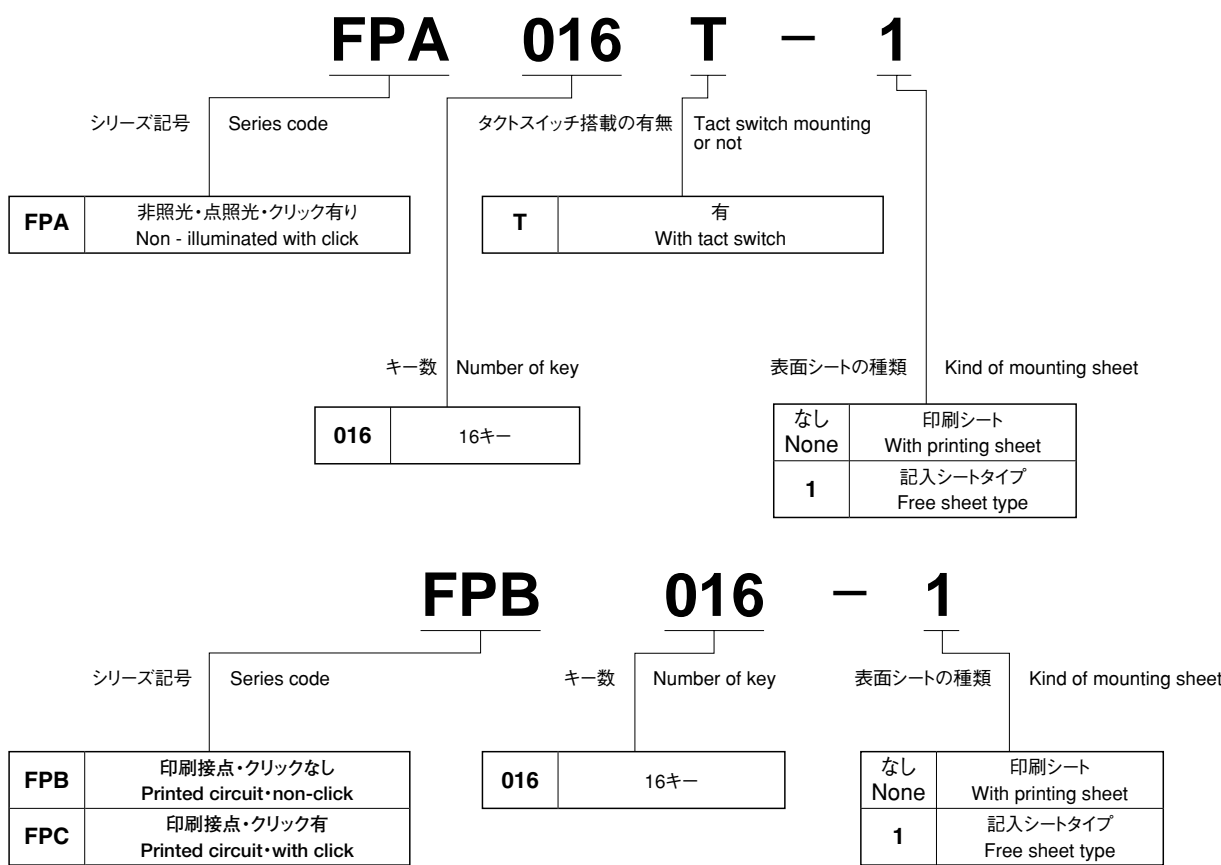 FPA 016 T － 1
シリーズ記号 Series code
タクトスイッチ搭載の有無 Tact switch mounting
or not
FPA 非照光・点照光・クリック有り
Non - illuminated with click
T 有
With tact switch
キー数 Number of key
016 16キー
表面シートの種類 Kind of mounting sheet
なし 印刷シート
None With printing sheet
1 記入シートタイプ
Free sheet type
FPB 016 － 1
シリーズ記号 Series code
キー数 Number of key
表面シートの種類 Kind of mounting sheet
FPB 印刷接点・クリックなし
Printed circuit・non-click
FPC 印刷接点・クリック有
Printed circuit・with click
016 16キー
なし 印刷シート
None With printing sheet
1 記入シートタイプ
Free sheet type